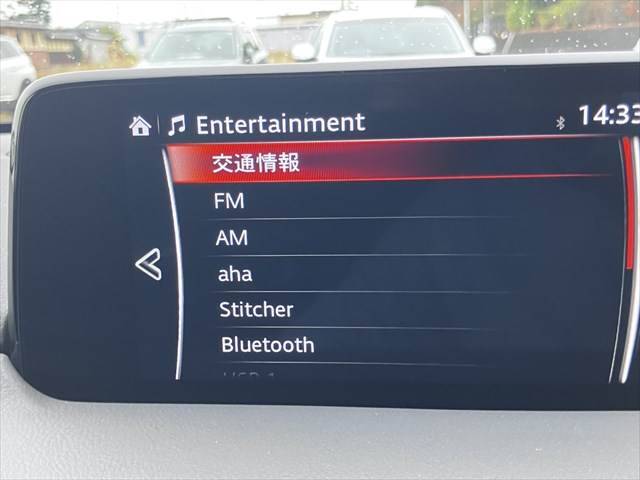 Entertainment
14:33
交通情報
FM
AM
aha
Stitcher
Bluetooth